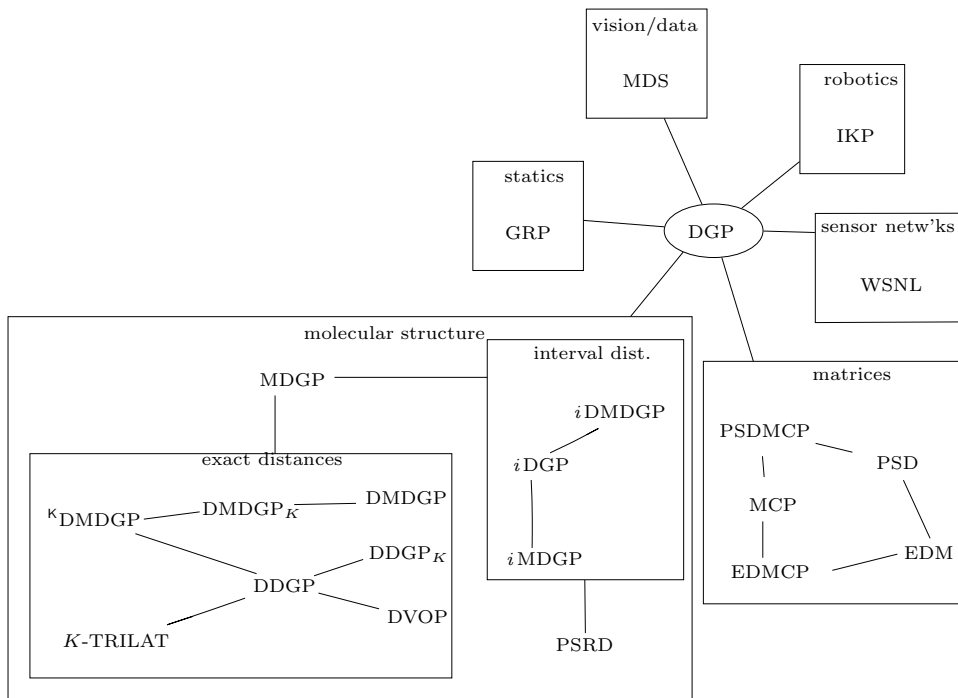 vision/data
MDS
robotics
IKP
statics
GRP
DGP
sensor netw'ks
WSNL
molecular structure
MDGP
interval dist.
iDMDGP
iDGP
iMDGP
PSRD
exact distances
ᴷDMDGP
DMDGP_K
DMDGP
DDGP_K
DDGP
DVOP
K-TRILAT
matrices
PSDMCP
PSD
MCP
EDM
EDMCP